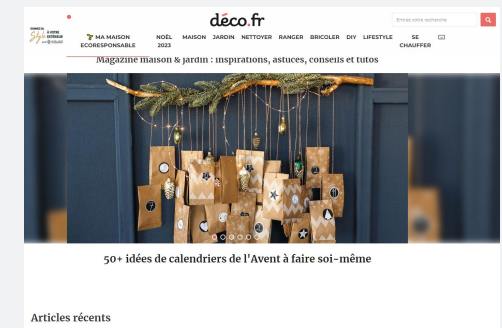 déco.fr
Entrez votre recherche
MA MAISON ECORESPONSABLE
NOËL 2023
MAISON
JARDIN
NETTOYER
RANGER
BRICOLER
DIY
LIFESTYLE
SE CHAUFFER
Magazine maison & jardin : inspirations, astuces, conseils et tutos
50+ idées de calendriers de l'Avent à faire soi-même
Articles récents